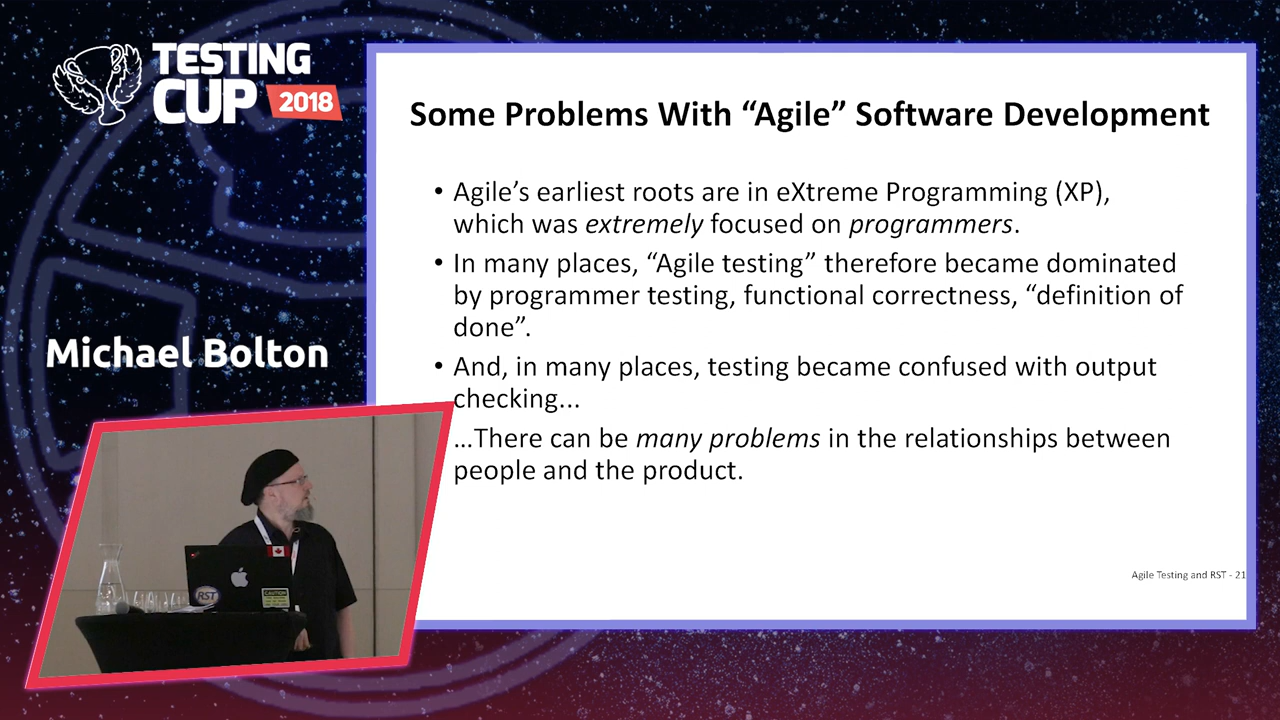 TESTING
CUP 2018
Some Problems With “Agile” Software Development
• Agile’s earliest roots are in eXtreme Programming (XP),
which was extremely focused on programmers.
• In many places, “Agile testing” therefore became dominated
by programmer testing, functional correctness, “definition of
done”.
• And, in many places, testing became confused with output
checking...
...There can be many problems in the relationships between
people and the product.
Agile Testing and RST - 21
Michael Bolton
RST
CAUTION